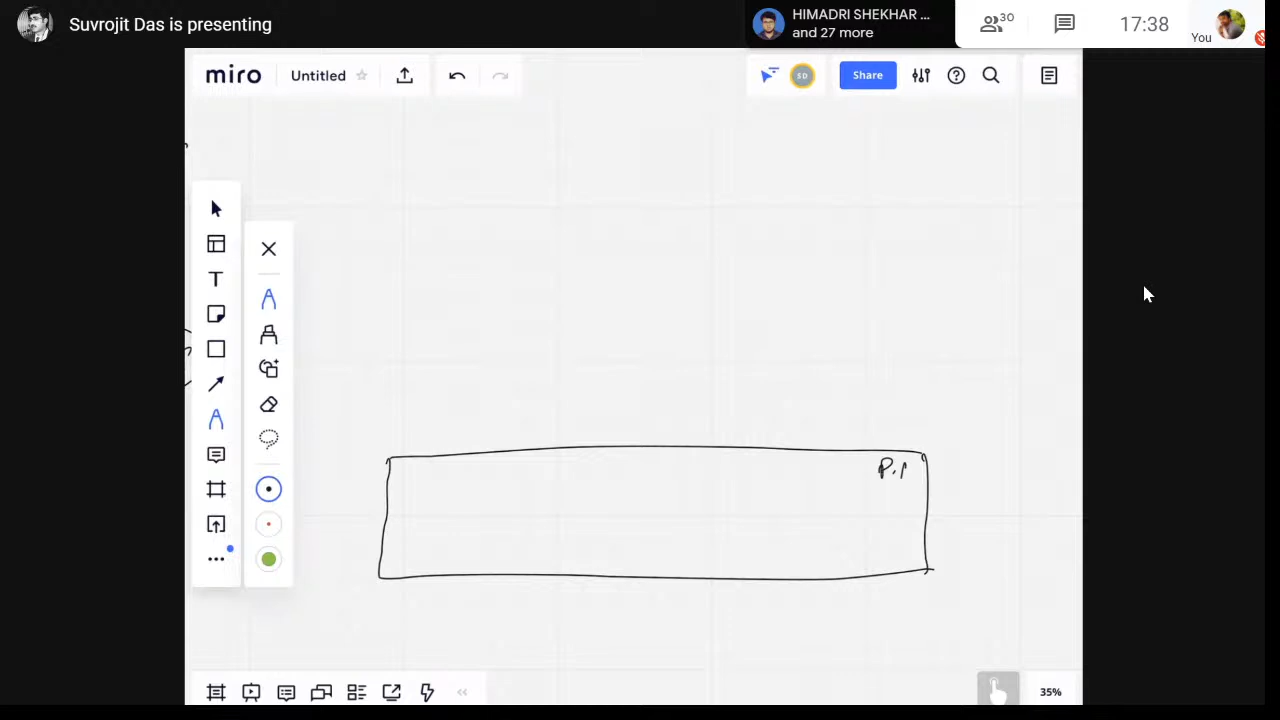 Suvrojit Das is presenting
HIMADRI SHEKHAR ...
and 27 more
30
17:38
You
miro
Untitled
SD
Share
T
P.1
35%